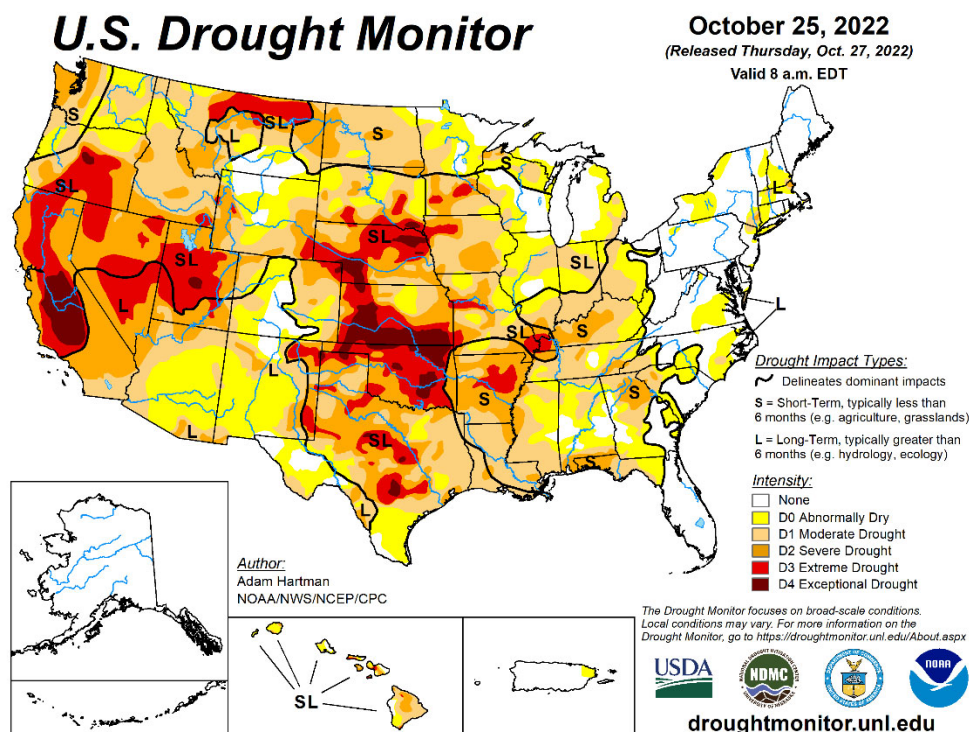 U.S. Drought Monitor
October 25, 2022
(Released Thursday, Oct. 27, 2022)
Valid 8 a.m. EDT
S
SL
L
S
S
SL
L
SL
L
SL
SL
S
SL
S
L
L
S
S
L
L
SL
L
S
Drought Impact Types:
Delineates dominant impacts
S = Short-Term, typically less than
6 months (e.g. agriculture, grasslands)
L = Long-Term, typically greater than
6 months (e.g. hydrology, ecology)
Intensity:
None
D0 Abnormally Dry
D1 Moderate Drought
D2 Severe Drought
D3 Extreme Drought
D4 Exceptional Drought
Author:
Adam Hartman
NOAA/NWS/NCEP/CPC
SL
The Drought Monitor focuses on broad-scale conditions.
Local conditions may vary. For more information on the
Drought Monitor, go to https://droughtmonitor.unl.edu/About.aspx
USDA
NDMC
NOAA
droughtmonitor.unl.edu